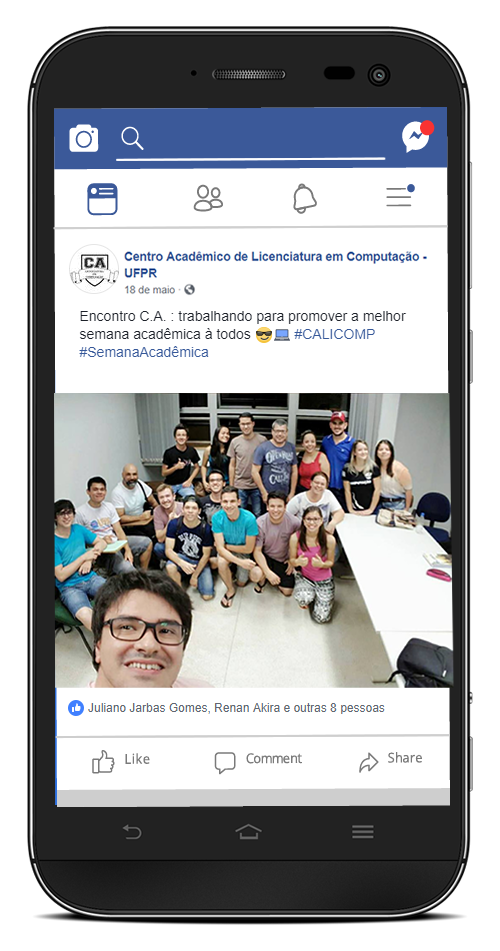 CA
Centro Acadêmico de Licenciatura em Computação -
UFPR
18 de maio ·
Encontro C.A. : trabalhando para promover a melhor
semana acadêmica à todos 😎💻 #CALICOMP
#SemanaAcadêmica
Juliano Jarbas Gomes, Renan Akira e outras 8 pessoas
Like Comment Share